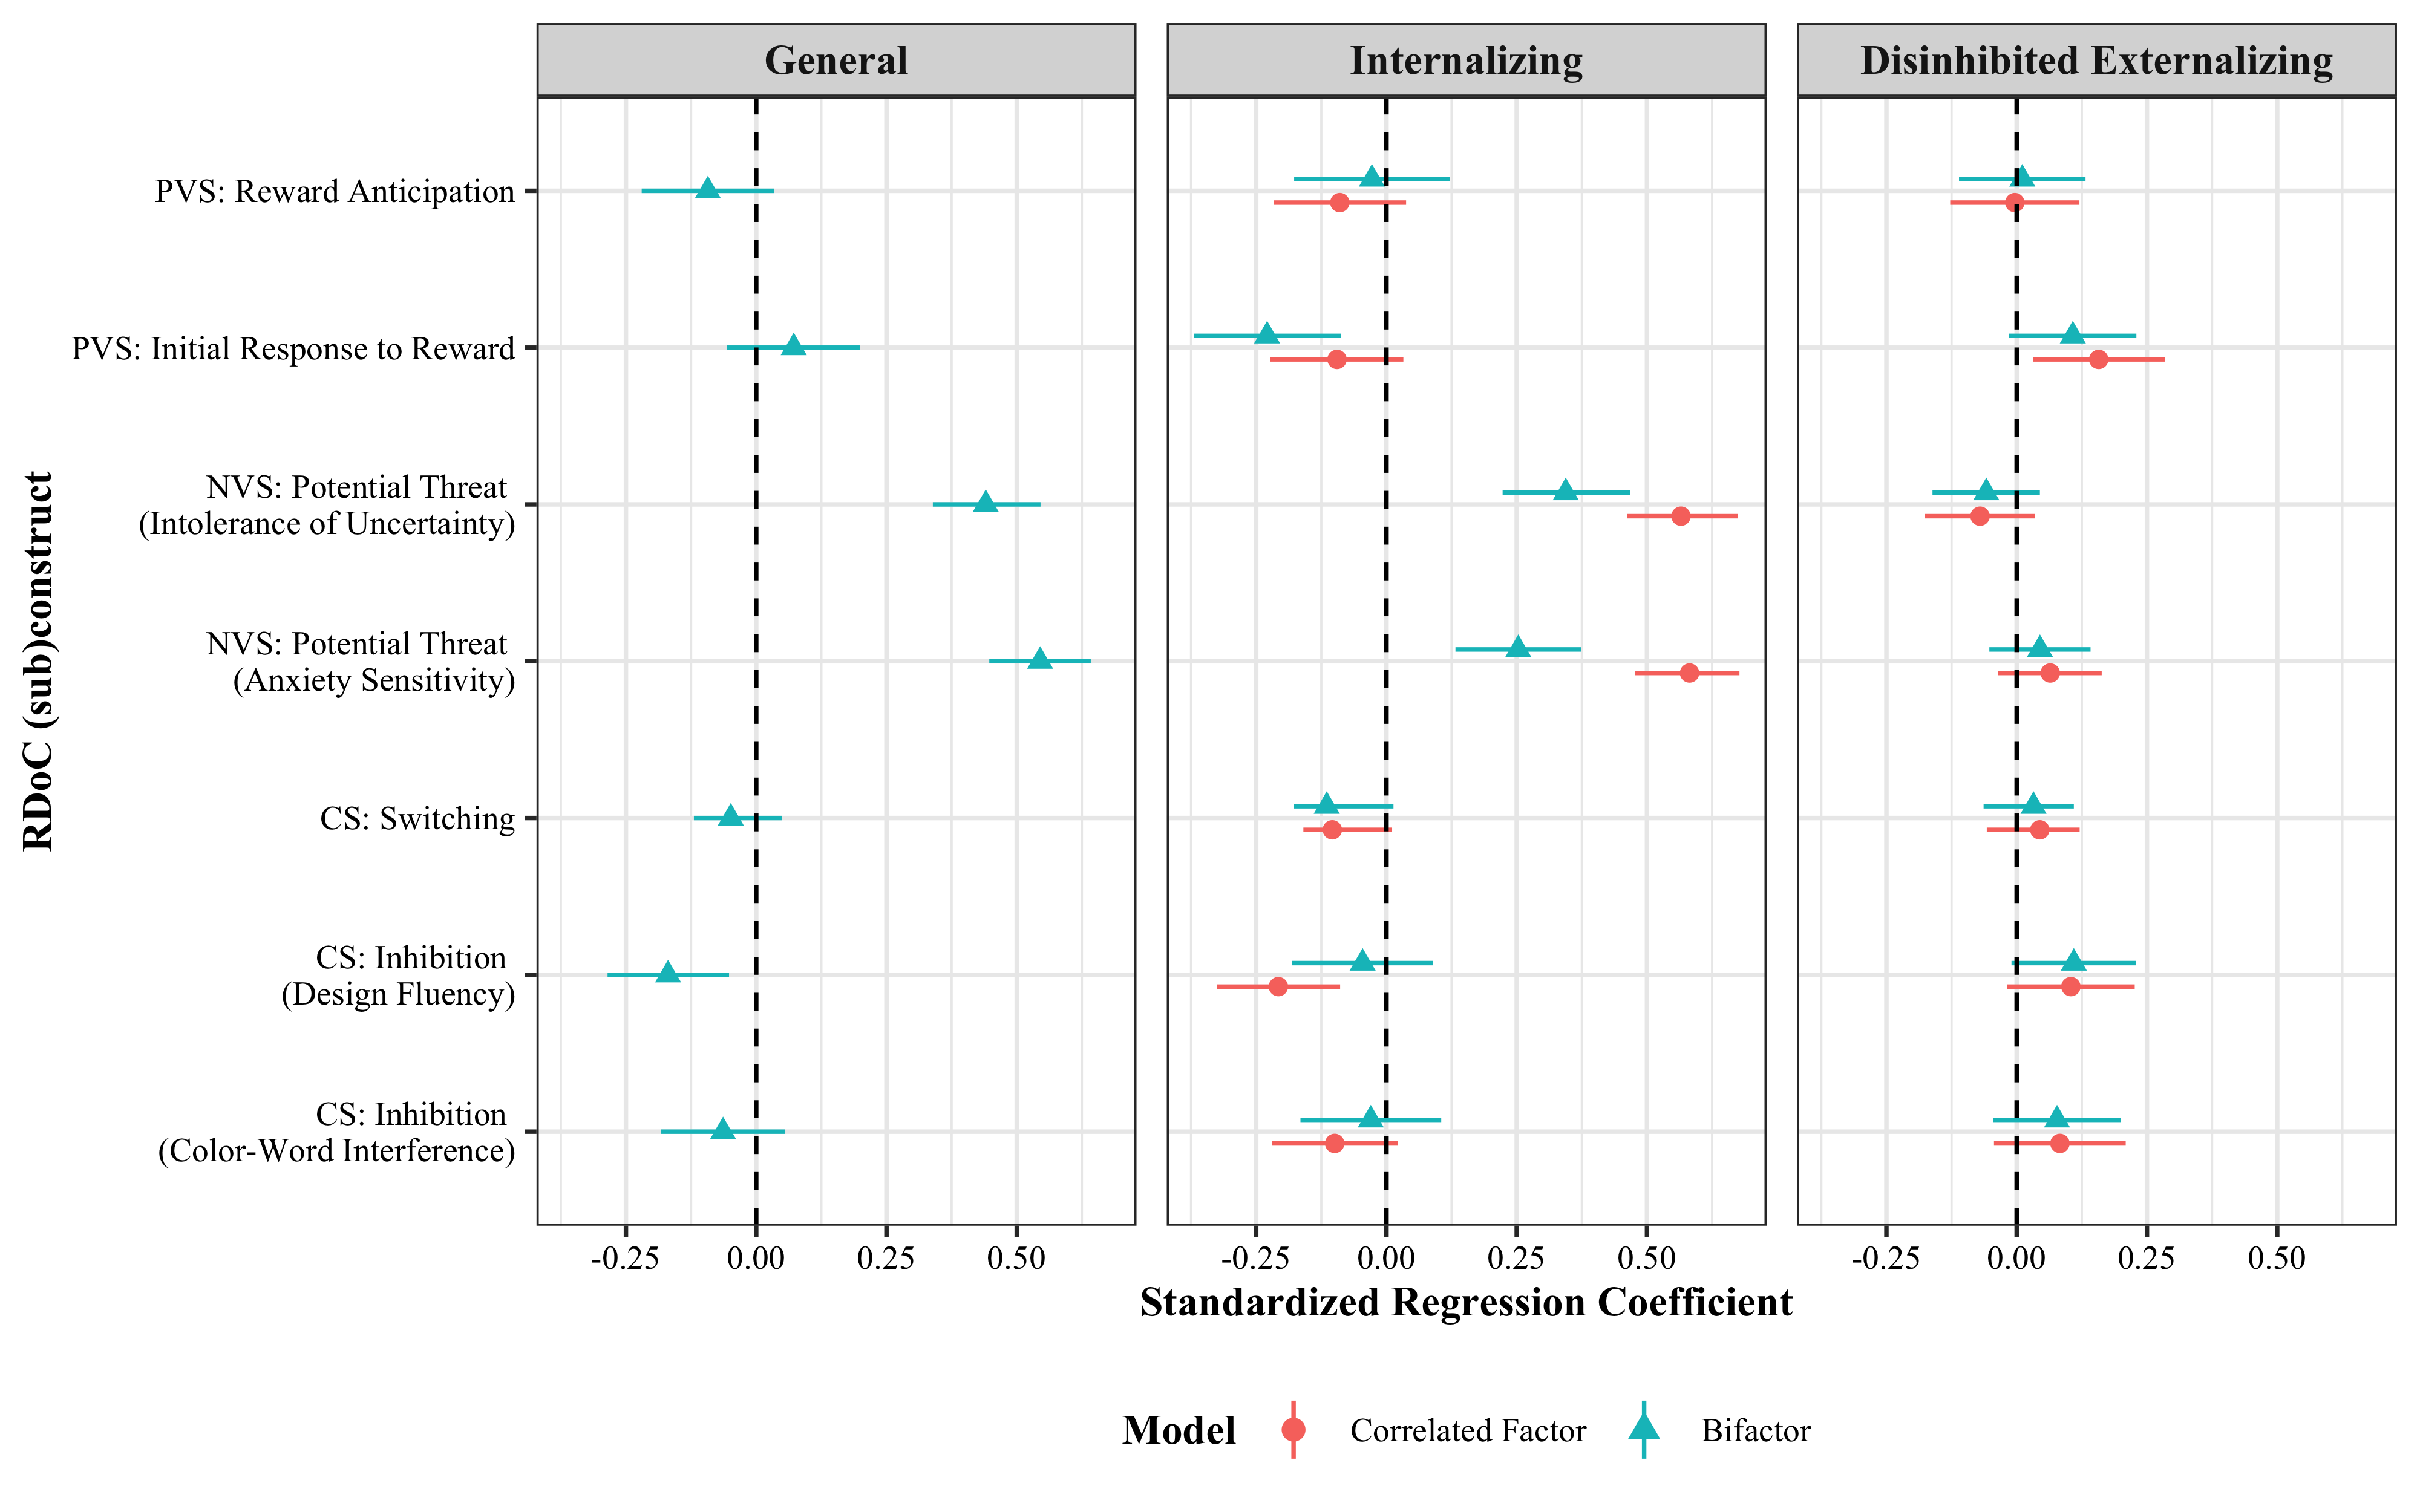 General
Internalizing
Disinhibited Externalizing
RDoC (sub)construct
PVS: Reward Anticipation
PVS: Initial Response to Reward
NVS: Potential Threat
(Intolerance of Uncertainty)
NVS: Potential Threat
(Anxiety Sensitivity)
CS: Switching
CS: Inhibition
(Design Fluency)
CS: Inhibition
(Color-Word Interference)
-0.25 0.00 0.25 0.50
-0.25 0.00 0.25 0.50
-0.25 0.00 0.25 0.50
Standardized Regression Coefficient
Model Correlated Factor Bifactor